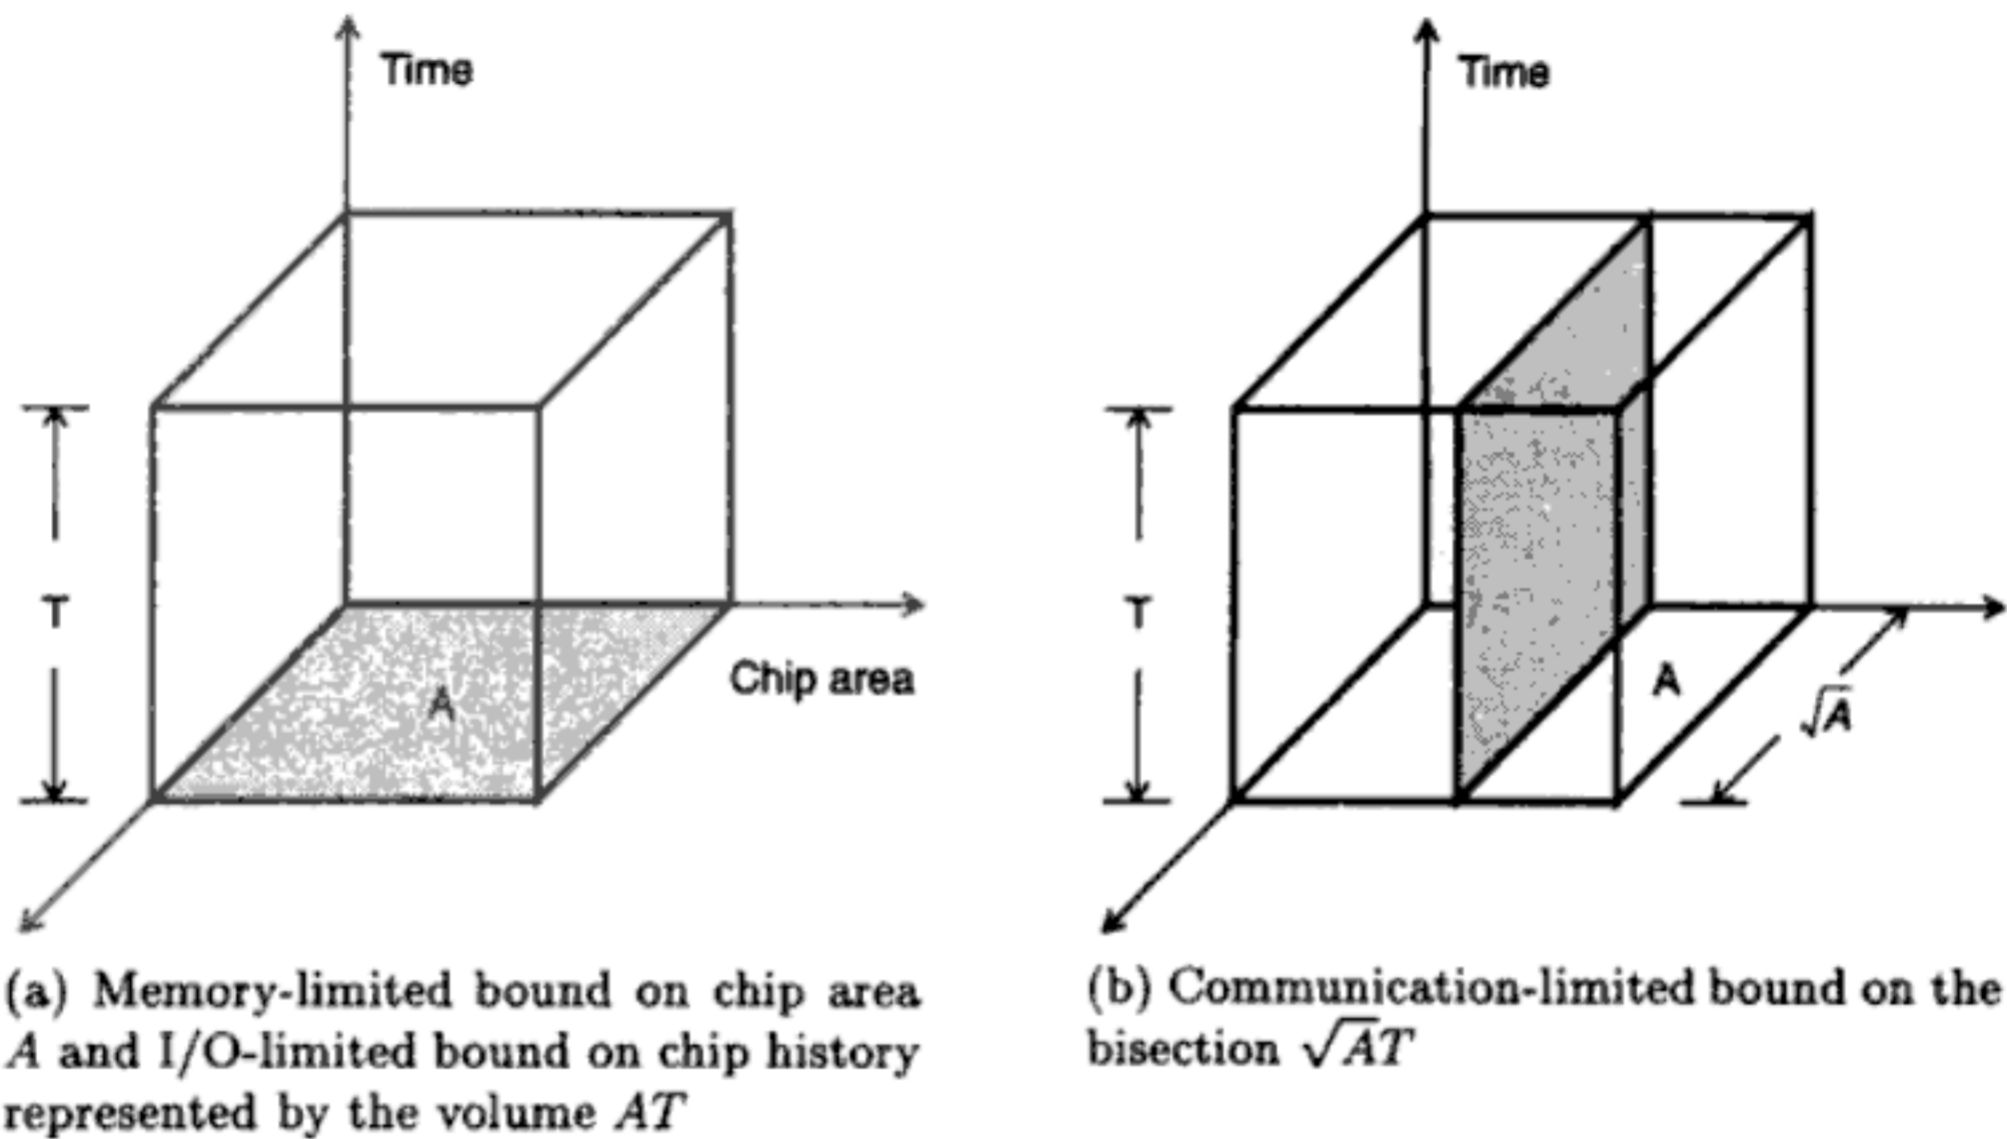 Time
T
A
Chip area
(a) Memory-limited bound on chip area
A and I/O-limited bound on chip history
represented by the volume AT
Time
T
A
√A
(b) Communication-limited bound on the
bisection √AT